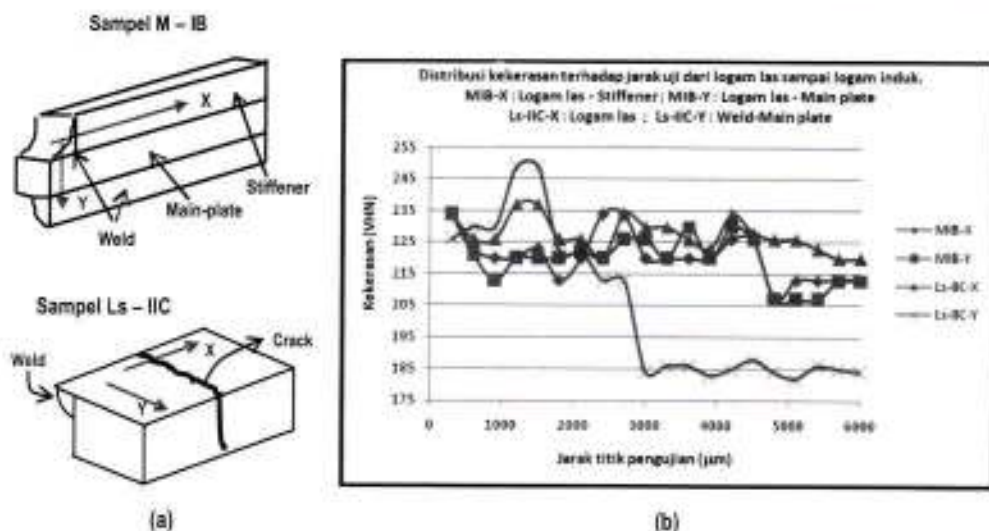 Sampel M – IB
X
Y
Stiffener
Main-plate
Weld
Sampel Ls – IIC
Weld
X
Crack
Y
(a)
Distribusi kekerasan terhadap jarak uji dari logam las sampai logam induk.
MIB-X : Logam las - Stiffener ; MIB-Y : Logam las - Main plate
Ls-IIC-X : Logam las ; Ls-IIC-Y : Weld-Main plate
Kekerasan (VHN)
255
245
235
225
215
205
195
185
175
0 1000 2000 3000 4000 5000 6000
Jarak titik pengujian (µm)
MIB-X
MIB-Y
Ls-IIC-X
Ls-IIC-Y
(b)